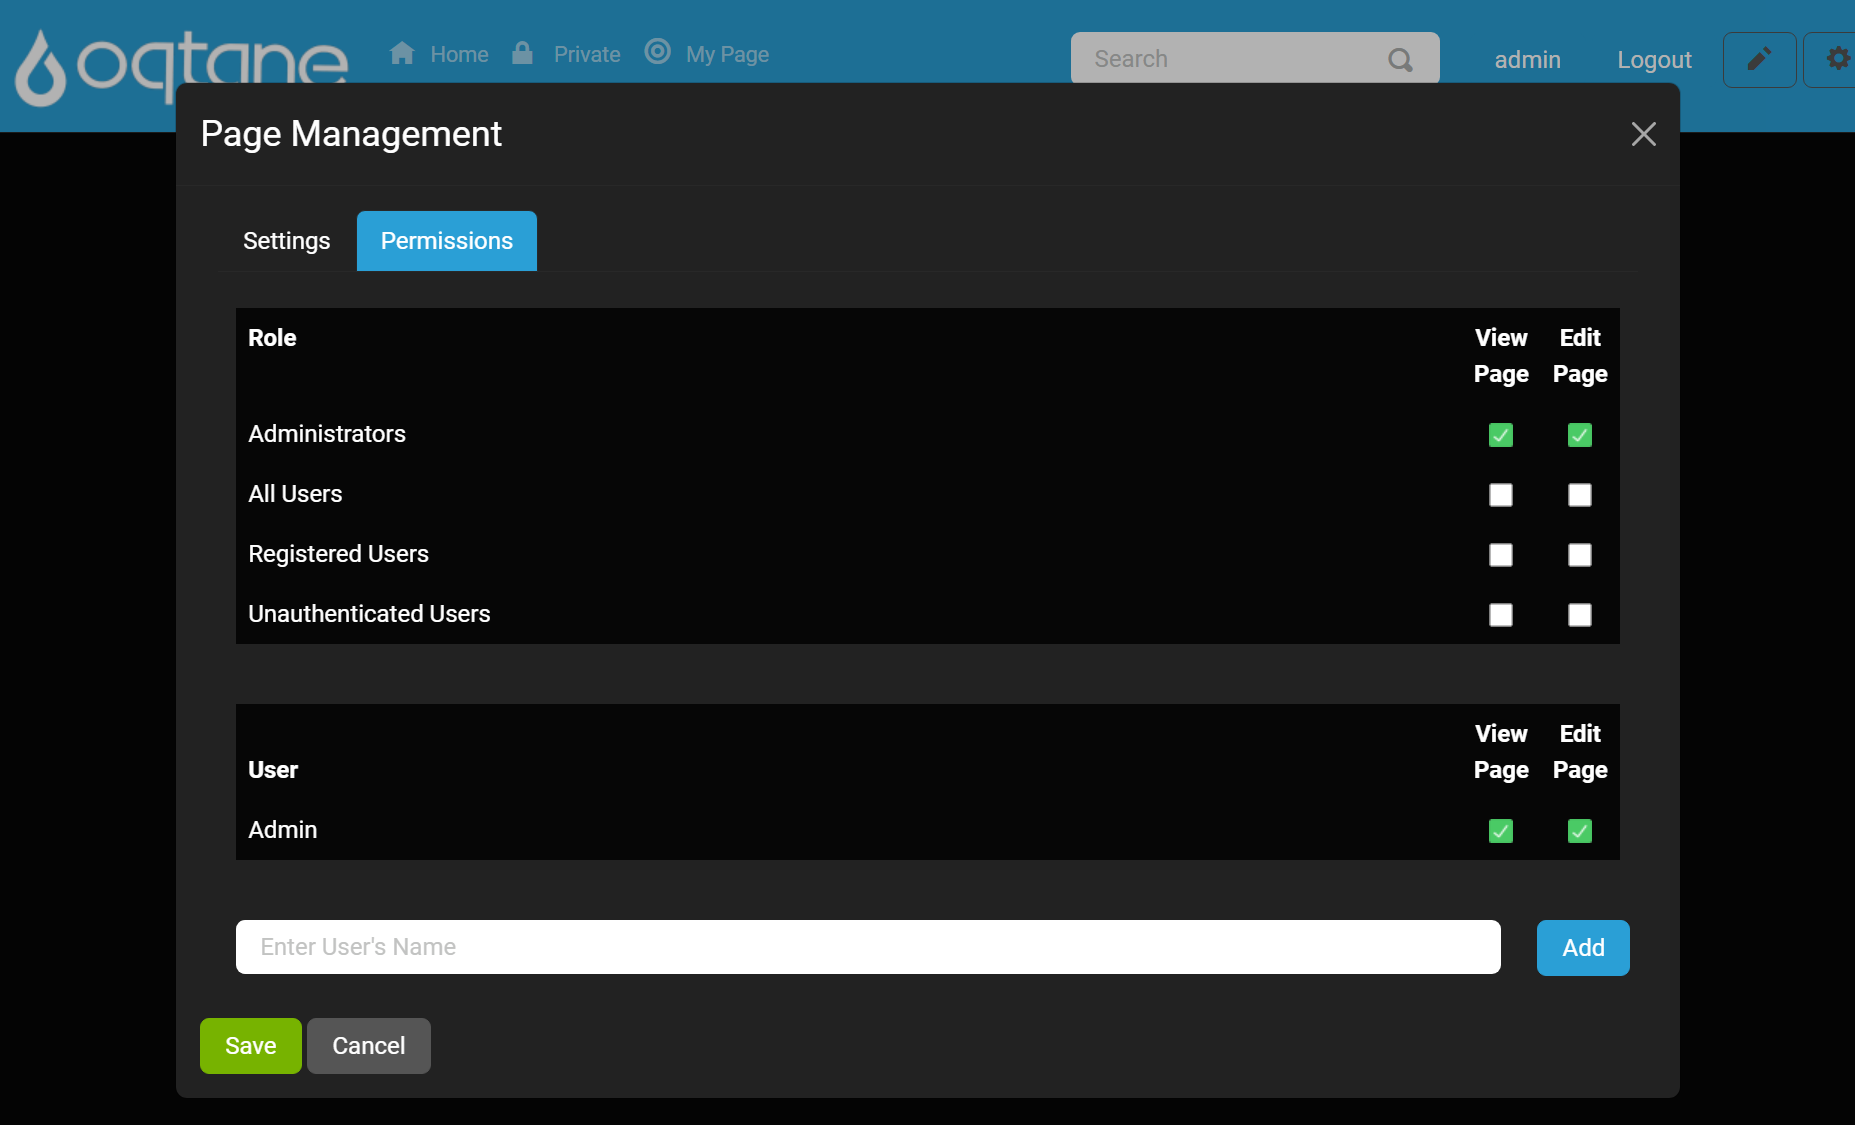 oqtane
Home Private My Page Search admin Logout
Page Management
Settings Permissions
Role View Page Edit Page
Administrators
All Users
Registered Users
Unauthenticated Users
User View Page Edit Page
Admin
Enter User's Name Add
Save Cancel